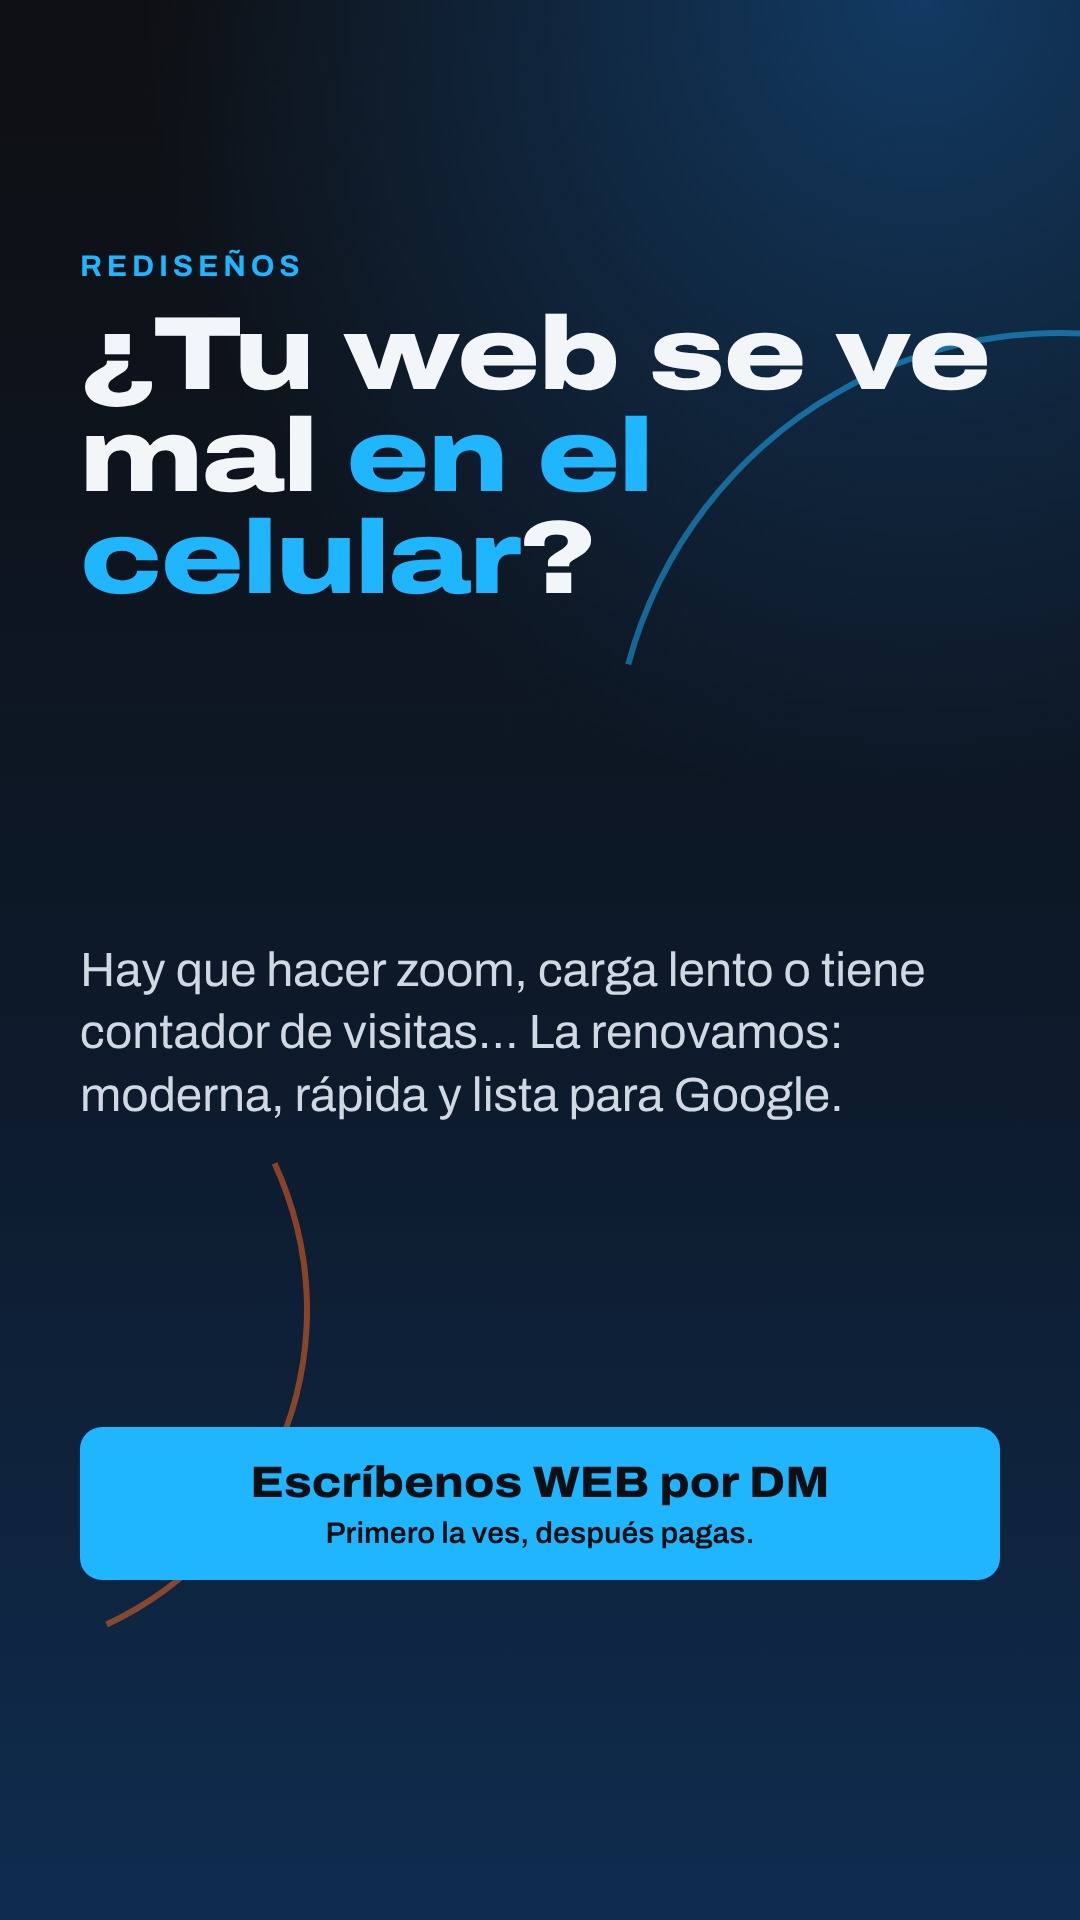 REDISEÑOS
¿Tu web se ve
mal en el
celular?
Hay que hacer zoom, carga lento o tiene
contador de visitas... La renovamos:
moderna, rápida y lista para Google.
Escríbenos WEB por DM
Primero la ves, después pagas.